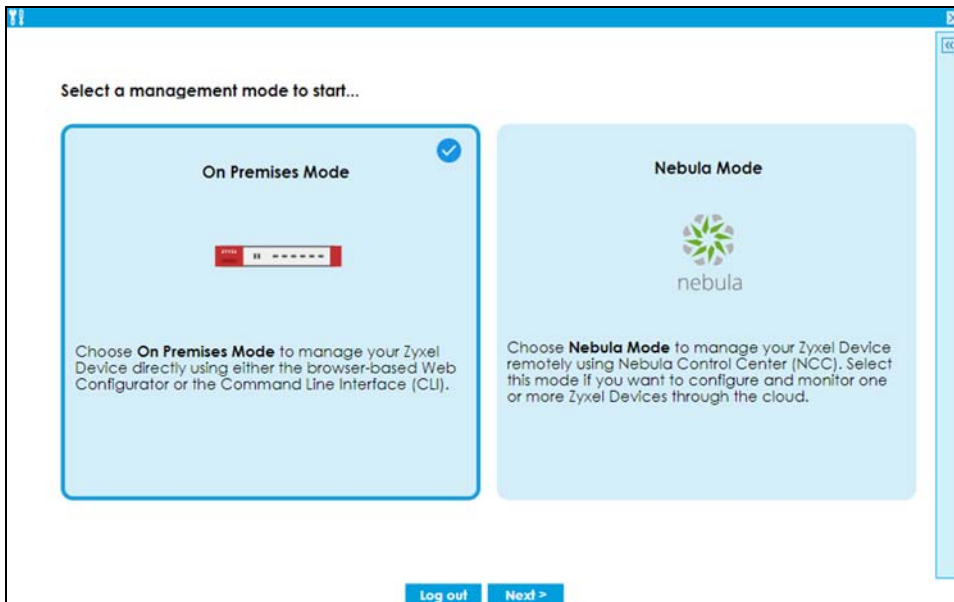 Select a management mode to start...
On Premises Mode
ZYXEL
Choose On Premises Mode to manage your Zyxel
Device directly using either the browser-based Web
Configurator or the Command Line Interface (CLI).
Nebula Mode
nebula
Choose Nebula Mode to manage your Zyxel Device
remotely using Nebula Control Center (NCC). Select
this mode if you want to configure and monitor one
or more Zyxel Devices through the cloud.
Log out
Next >